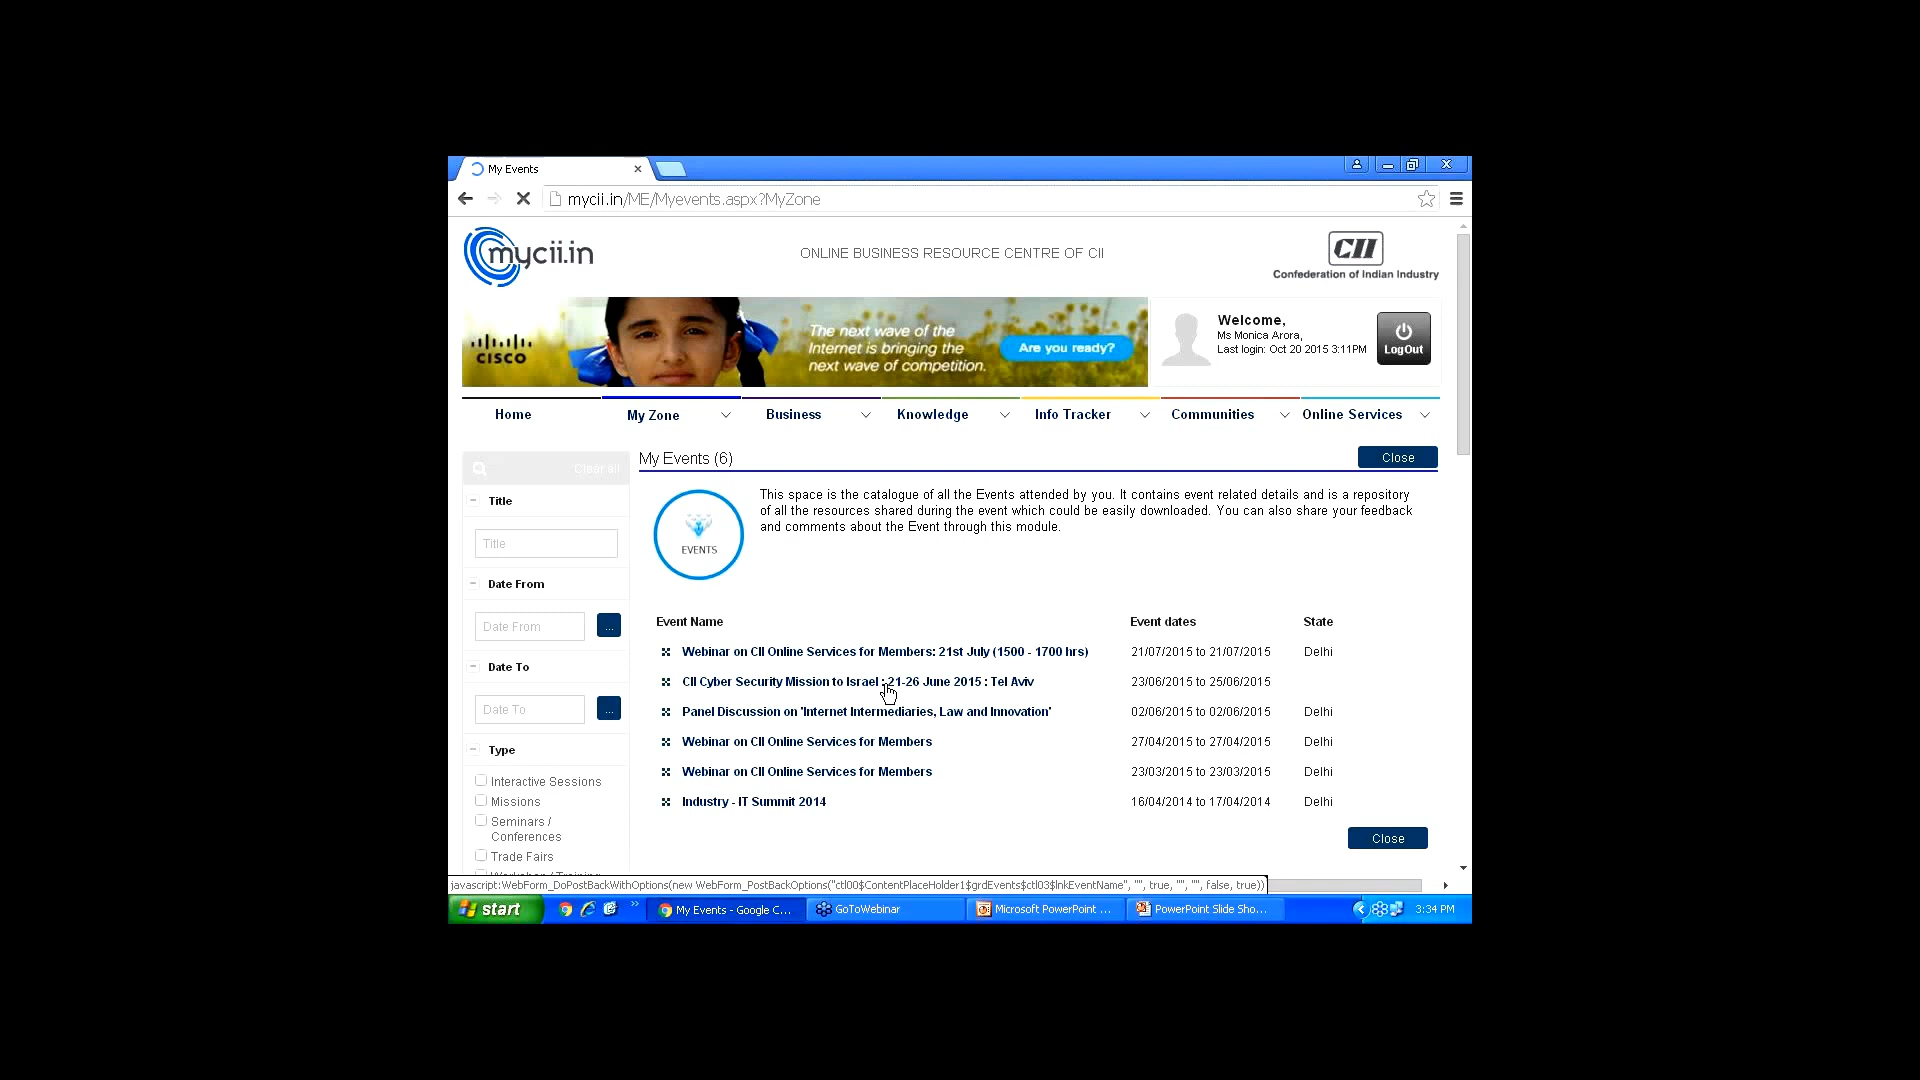 My Events
mycii.in/ME/Myevents.aspx?MyZone
mycii.in
ONLINE BUSINESS RESOURCE CENTRE OF CII
CII
Confederation of Indian Industry
CISCO
The next wave of the
Internet is bringing the
next wave of competition.
Are you ready?
Welcome,
Ms Monica Arora,
Last login: Oct 20 2015 3:11PM
LogOut
Home
My Zone
Business
Knowledge
Info Tracker
Communities
Online Services
Clear all
Title
Title
Date From
Date From
...
Date To
Date To
...
Type
Interactive Sessions
Missions
Seminars /
Conferences
Trade Fairs
My Events (6)
Close
EVENTS
This space is the catalogue of all the Events attended by you. It contains event related details and is a repository
of all the resources shared during the event which could be easily downloaded. You can also share your feedback
and comments about the Event through this module.
Event Name Event dates State
Webinar on CII Online Services for Members: 21st July (1500 - 1700 hrs) 21/07/2015 to 21/07/2015 Delhi
CII Cyber Security Mission to Israel : 21-26 June 2015 : Tel Aviv 23/06/2015 to 25/06/2015
Panel Discussion on 'Internet Intermediaries, Law and Innovation' 02/06/2015 to 02/06/2015 Delhi
Webinar on CII Online Services for Members 27/04/2015 to 27/04/2015 Delhi
Webinar on CII Online Services for Members 23/03/2015 to 23/03/2015 Delhi
Industry - IT Summit 2014 16/04/2014 to 17/04/2014 Delhi
Close
javascript:WebForm_DoPostBackWithOptions(new WebForm_PostBackOptions("ctl00$ContentPlaceHolder1$grdEvents$ctl03$lnkEventName", "", true, "", "", false, true))
start
My Events - Google C...
GoToWebinar
Microsoft PowerPoint ...
PowerPoint Slide Sho...
3:34 PM